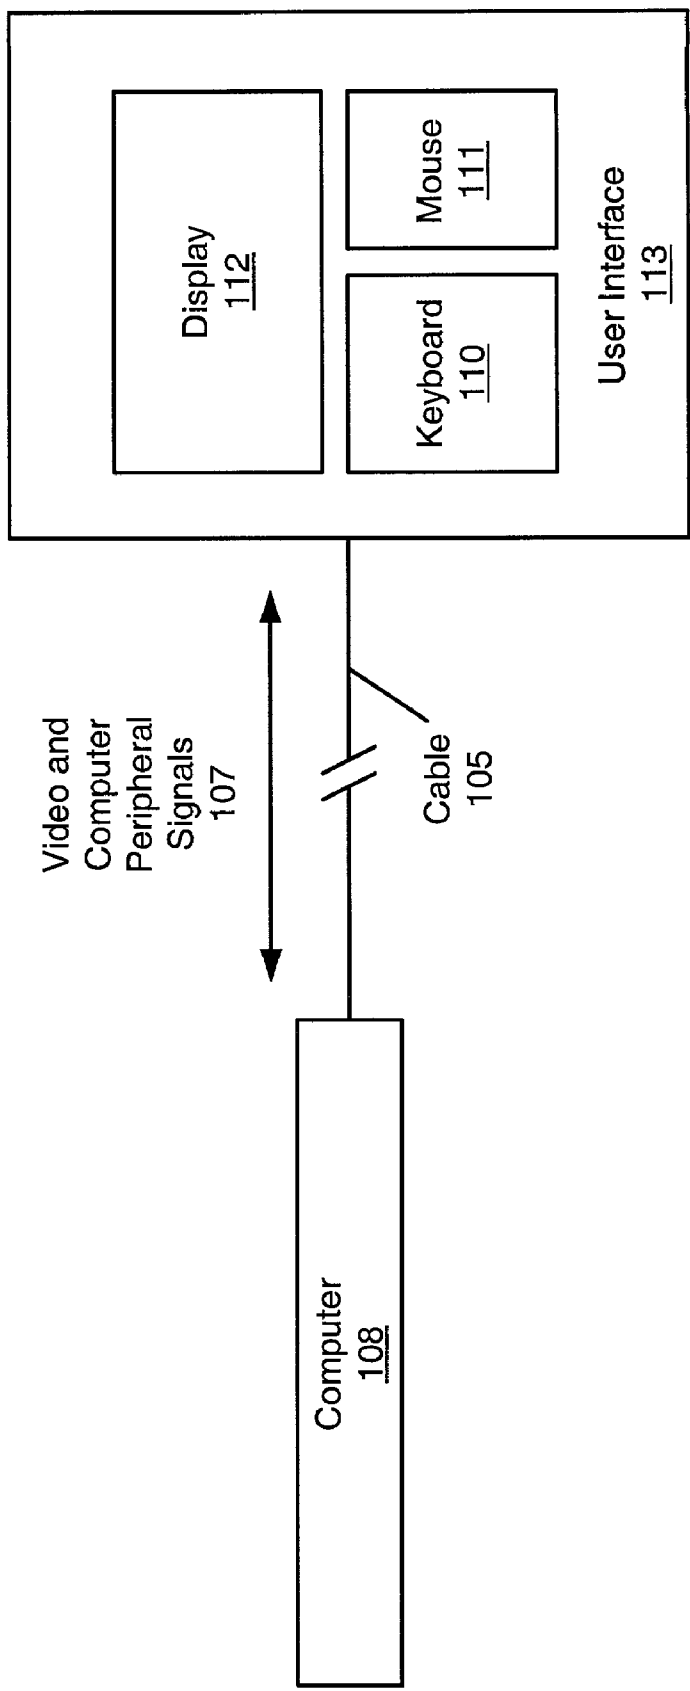 Video and
Computer
Peripheral
Signals
107
Computer
108
Cable
105
Display
112
Keyboard
110
Mouse
111
User Interface
113